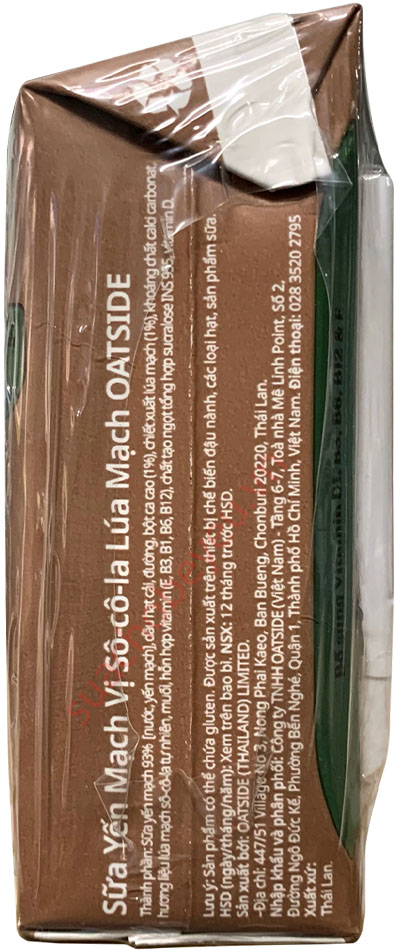 Sữa Yến Mạch Vị Sô-cô-la Lúa Mạch OATSIDE
Thành phần: Sữa yến mạch 93% (nước, yến mạch), dầu hạt cải, đường, bột ca cao (1%), chiết xuất lúa mạch (1%), khoáng chất calci carbonat,
hương liệu lúa mạch sô-cô-la tự nhiên, muối, hỗn hợp vitamin (E, B3, B1, B6, B12), chất tạo ngọt tổng hợp sucralose INS 955, vitamin D.
Lưu ý: Sản phẩm có thể chứa gluten. Được sản xuất trên thiết bị chế biến đậu nành, các loại hạt, sản phẩm sữa.
HSD (ngày/tháng/năm): Xem trên bao bì. NSX: 12 tháng trước HSD.
Sản xuất bởi: OATSIDE (THAILAND) LIMITED.
-Địa chỉ: 447/51 Village No 3, Nong Phai Kaeo, Ban Bueng, Chonburi 20220, Thái Lan.
Nhập khẩu và phân phối: Công ty TNHH OATSIDE (Việt Nam) - Tầng 6-7, Toà nhà Mê Linh Point, Số 2,
Đường Ngô Đức Kế, Phường Bến Nghé, Quận 1, Thành phố Hồ Chí Minh, Việt Nam. Điện thoại: 028 3520 2795
Xuất xứ:
Thái Lan.
Bổ sung Vitamin D1, B3, B6, B12 & E